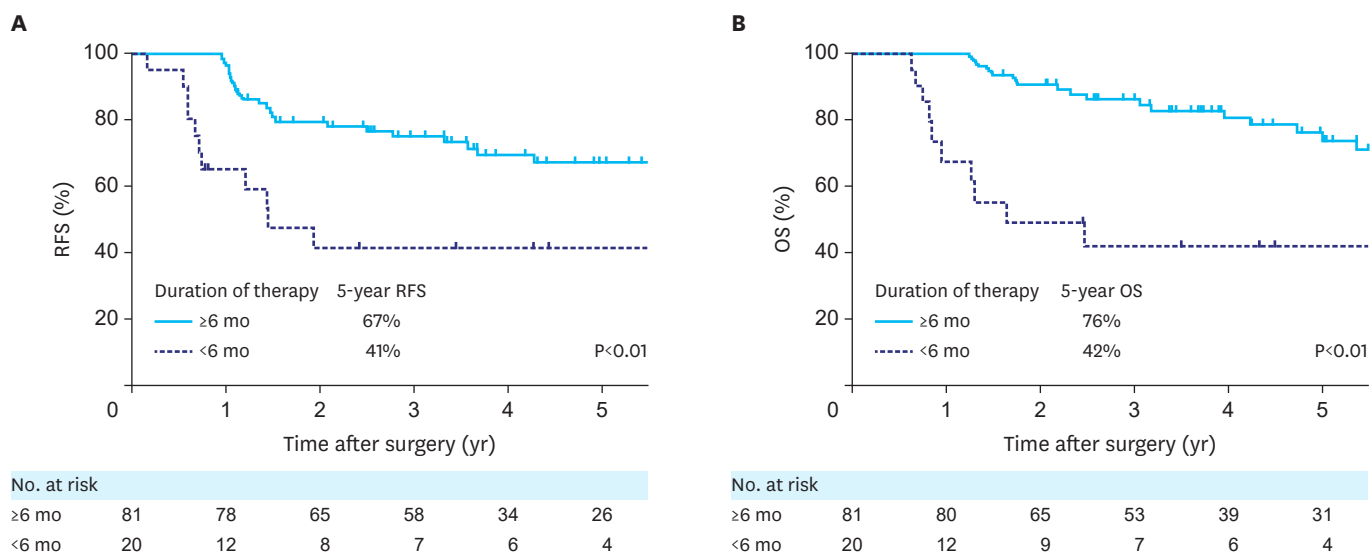 A
RFS (%)
100
80
60
40
20
0
1 2 3 4 5
Duration of therapy 5-year RFS
≥6 mo 67%
<6 mo 41% P<0.01
Time after surgery (yr)
No. at risk
≥6 mo 81 78 65 58 34 26
<6 mo 20 12 8 7 6 4
B
OS (%)
100
80
60
40
20
0
1 2 3 4 5
Duration of therapy 5-year OS
≥6 mo 76%
<6 mo 42% P<0.01
Time after surgery (yr)
No. at risk
≥6 mo 81 80 65 53 39 31
<6 mo 20 12 9 7 6 4